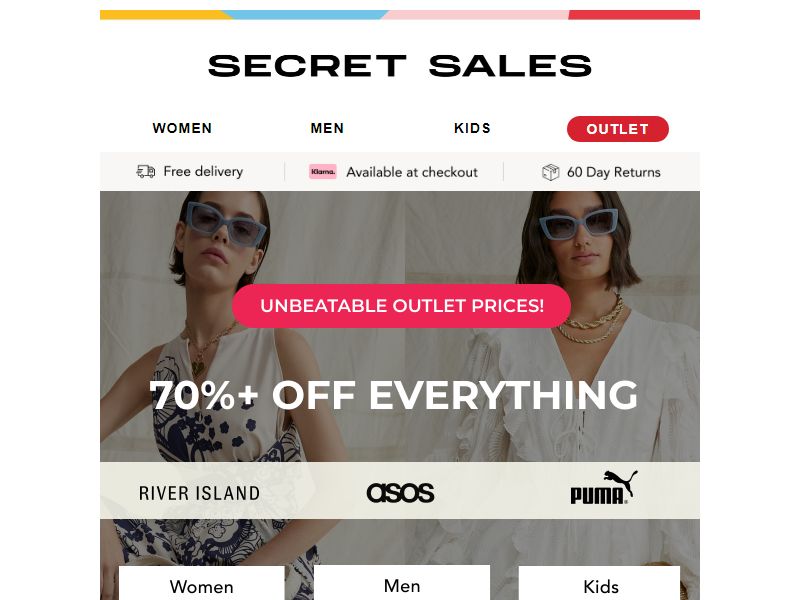 SECRET SALES
WOMEN MEN KIDS OUTLET
Free delivery Klarna. Available at checkout 60 Day Returns
UNBEATABLE OUTLET PRICES!
70%+ OFF EVERYTHING
RIVER ISLAND asos PUMA
Women Men Kids